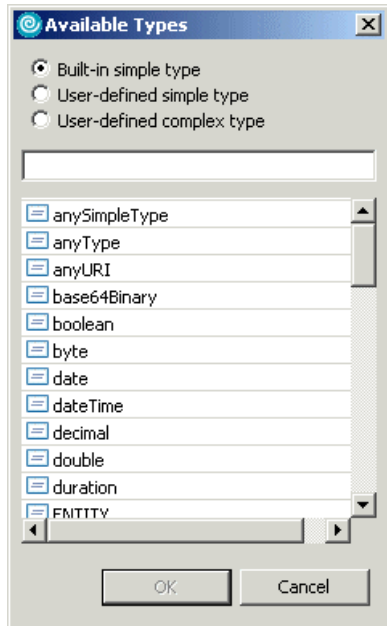 Available Types
Built-in simple type
User-defined simple type
User-defined complex type
anySimpleType
anyType
anyURI
base64Binary
boolean
byte
date
dateTime
decimal
double
duration
ENTITY
OK
Cancel